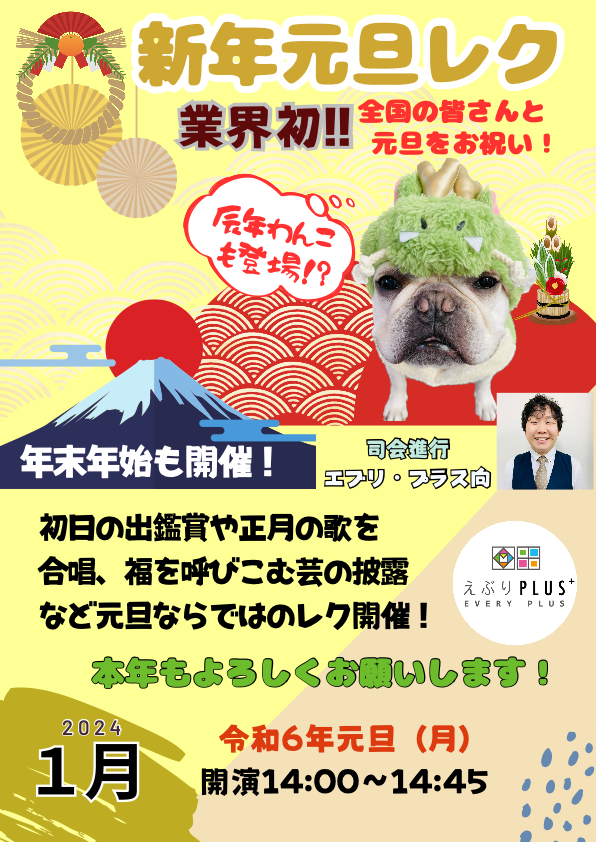 新年元旦レク
業界初!!
全国の皆さんと
元旦をお祝い！
辰年わんこ
も登場!?
年末年始も開催！
司会進行
エブリ・プラス向
初日の出鑑賞や正月の歌を
合唱、福を呼びこむ芸の披露
など元旦ならではのレク開催！
えぶりPLUS+
EVERY PLUS
本年もよろしくお願いします！
2024
1月
令和6年元旦（月）
開演14:00～14:45